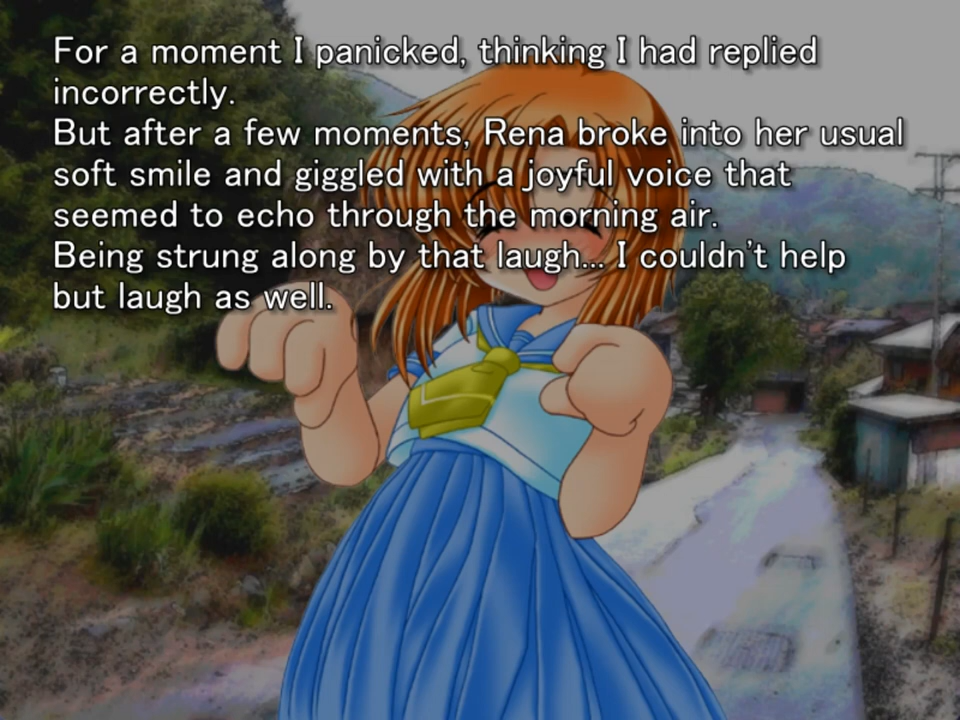 For a moment I panicked, thinking I had replied
incorrectly.
But after a few moments, Rena broke into her usual
soft smile and giggled with a joyful voice that
seemed to echo through the morning air.
Being strung along by that laugh... I couldn't help
but laugh as well.